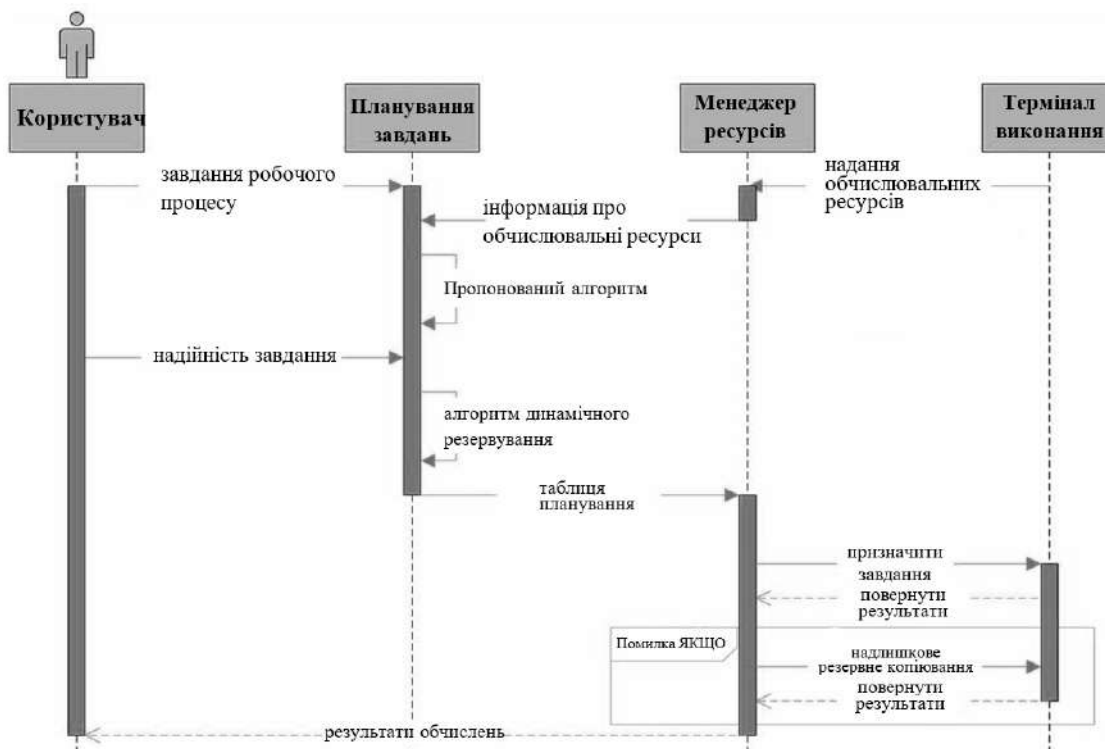 Користувач
Планування
завдань
Менеджер
ресурсів
Термінал
виконання
завдання робочого
процесу
надання
обчислювальних
ресурсів
інформація про
обчислювальні ресурси
Пропонований алгоритм
надійність завдання
алгоритм динамічного
резервування
таблиця
планування
призначити
завдання
повернути
результати
Помилка ЯКЩО
надлишкове
резервне копіювання
повернути
результати
результати обчислень